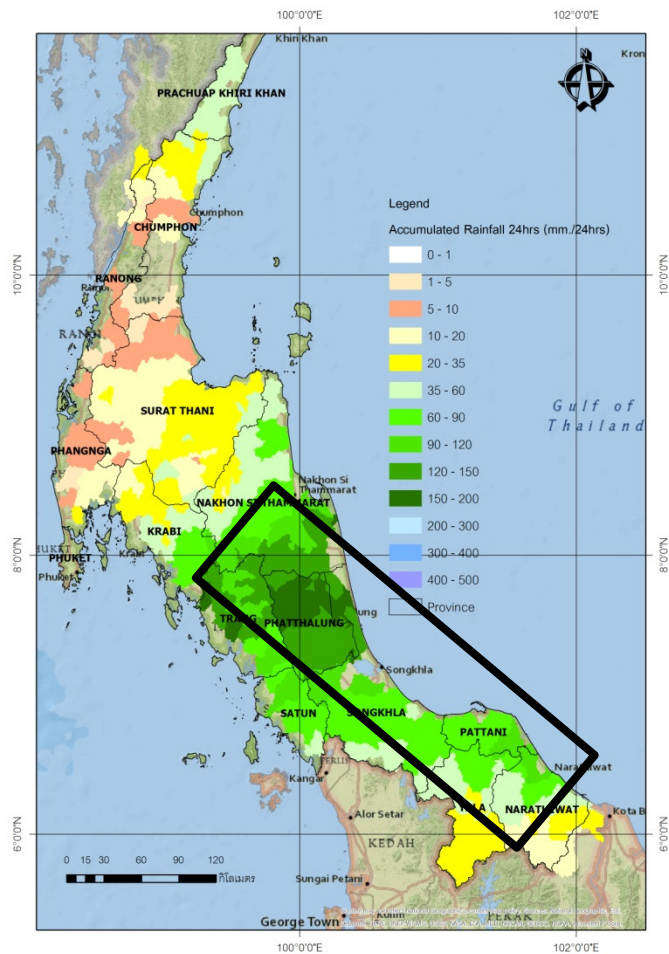 100°0'0"E
102°0'0"E
Khiri Khan
Kron
N
PRACHUAP KHIRI KHAN
Legend
Accumulated Rainfall 24hrs (mm./24hrs)
0 - 1
1 - 5
5 - 10
10 - 20
20 - 35
35 - 60
60 - 90
90 - 120
120 - 150
150 - 200
200 - 300
300 - 400
400 - 500
Province
Chumphon
CHUMPHON
10°0'0"N
10°0'0"N
RANONG
SURAT THANI
Gulf of
Thailand
PHANGNGA
Nakhon Si
Thammarat
NAKHON SI THAMMARAT
KRABI
8°0'0"N
8°0'0"N
PHUKET
Phuket
Krabi
TRANG
PHATTHALUNG
ung
Songkhla
SATUN
SONGKHLA
PATTANI
PERLIS
Kangar
Narathiwat
YALA
NARATHIWAT
Kota B
Alor Setar
6°0'0"N
6°0'0"N
KEDAH
0 15 30 60 90 120
กิโลเมตร
Sungai Petani
George Town
PERAK
100°0'0"E
102°0'0"E